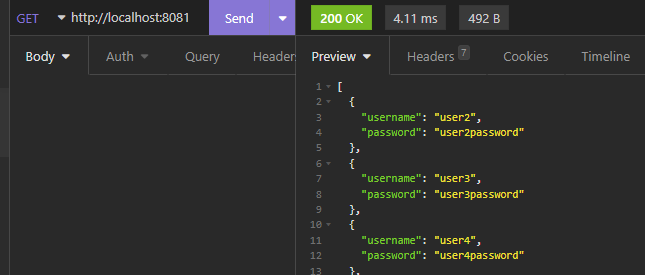 GET http://localhost:8081 Send 200 OK 4.11 ms 492 B
Body Auth Query Headers Preview Headers 7 Cookies Timeline
1 [
2 {
3 "username": "user2",
4 "password": "user2password"
5 },
6 {
7 "username": "user3",
8 "password": "user3password"
9 },
10 {
11 "username": "user4",
12 "password": "user4password"
13 },